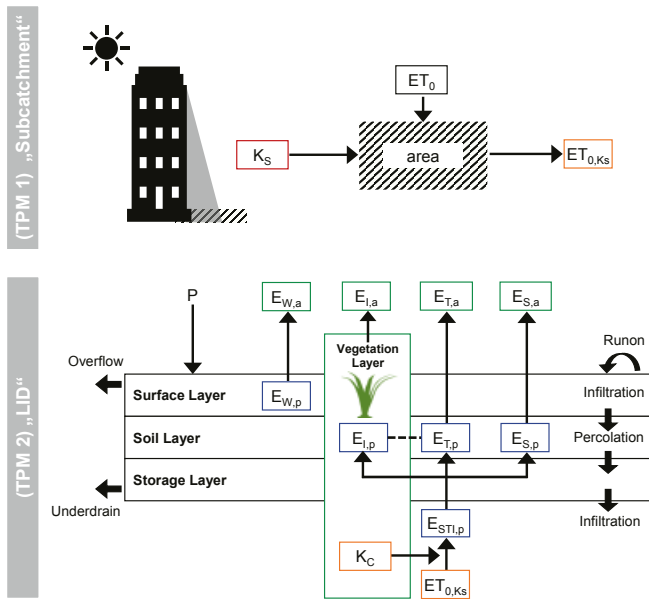 (TPM 1) „Subcatchment“
ET0
KS
area
ET0,Ks
(TPM 2) „LID“
P
EW,a
EI,a
ET,a
ES,a
Vegetation
Layer
Runon
Overflow
Surface Layer
EW,p
Infiltration
Soil Layer
EI,p
ET,p
ES,p
Percolation
Storage Layer
Underdrain
ESTI,p
Infiltration
KC
ET0,Ks